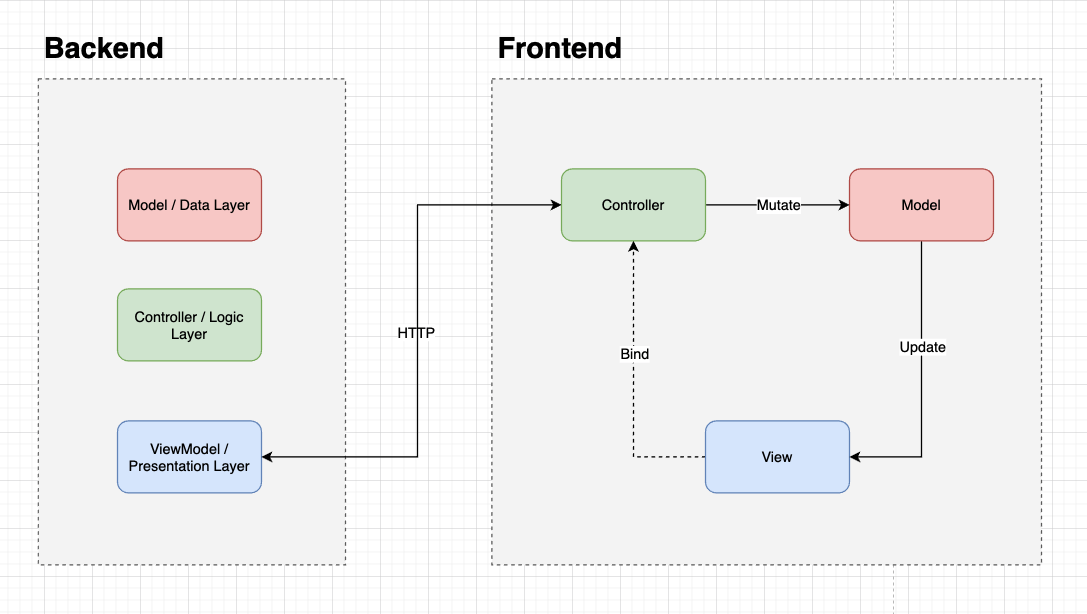 Backend
Frontend
Model / Data Layer
Controller / Logic
Layer
ViewModel /
Presentation Layer
HTTP
Controller
Mutate
Model
Bind
Update
View